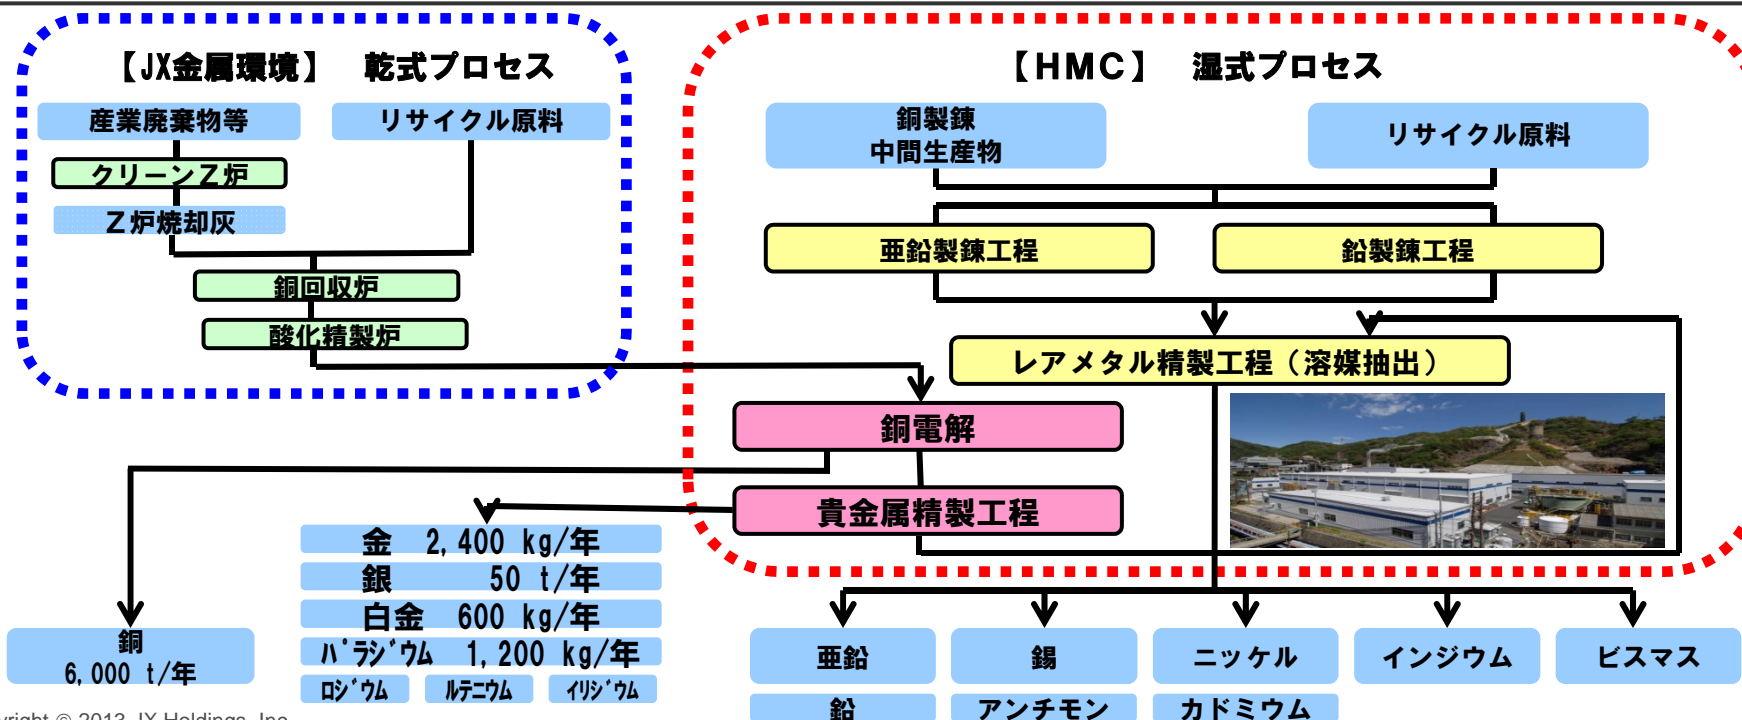 【JX金属環境】 乾式プロセス
産業廃棄物等
リサイクル原料
クリーンZ炉
Z炉焼却灰
銅回収炉
酸化精製炉
【HMC】 湿式プロセス
銅製錬
中間生産物
リサイクル原料
亜鉛製錬工程
鉛製錬工程
レアメタル精製工程（溶媒抽出）
銅電解
貴金属精製工程
金 2,400 kg/年
銀 50 t/年
白金 600 kg/年
ﾊﾟﾗｼﾞｳﾑ 1,200 kg/年
ﾛｼﾞｳﾑ
ﾙﾃﾆｳﾑ
ｲﾘｼﾞｳﾑ
銅
6,000 t/年
亜鉛
錫
ニッケル
インジウム
ビスマス
鉛
アンチモン
カドミウム
yright © 2013 JX Holdings, Inc.